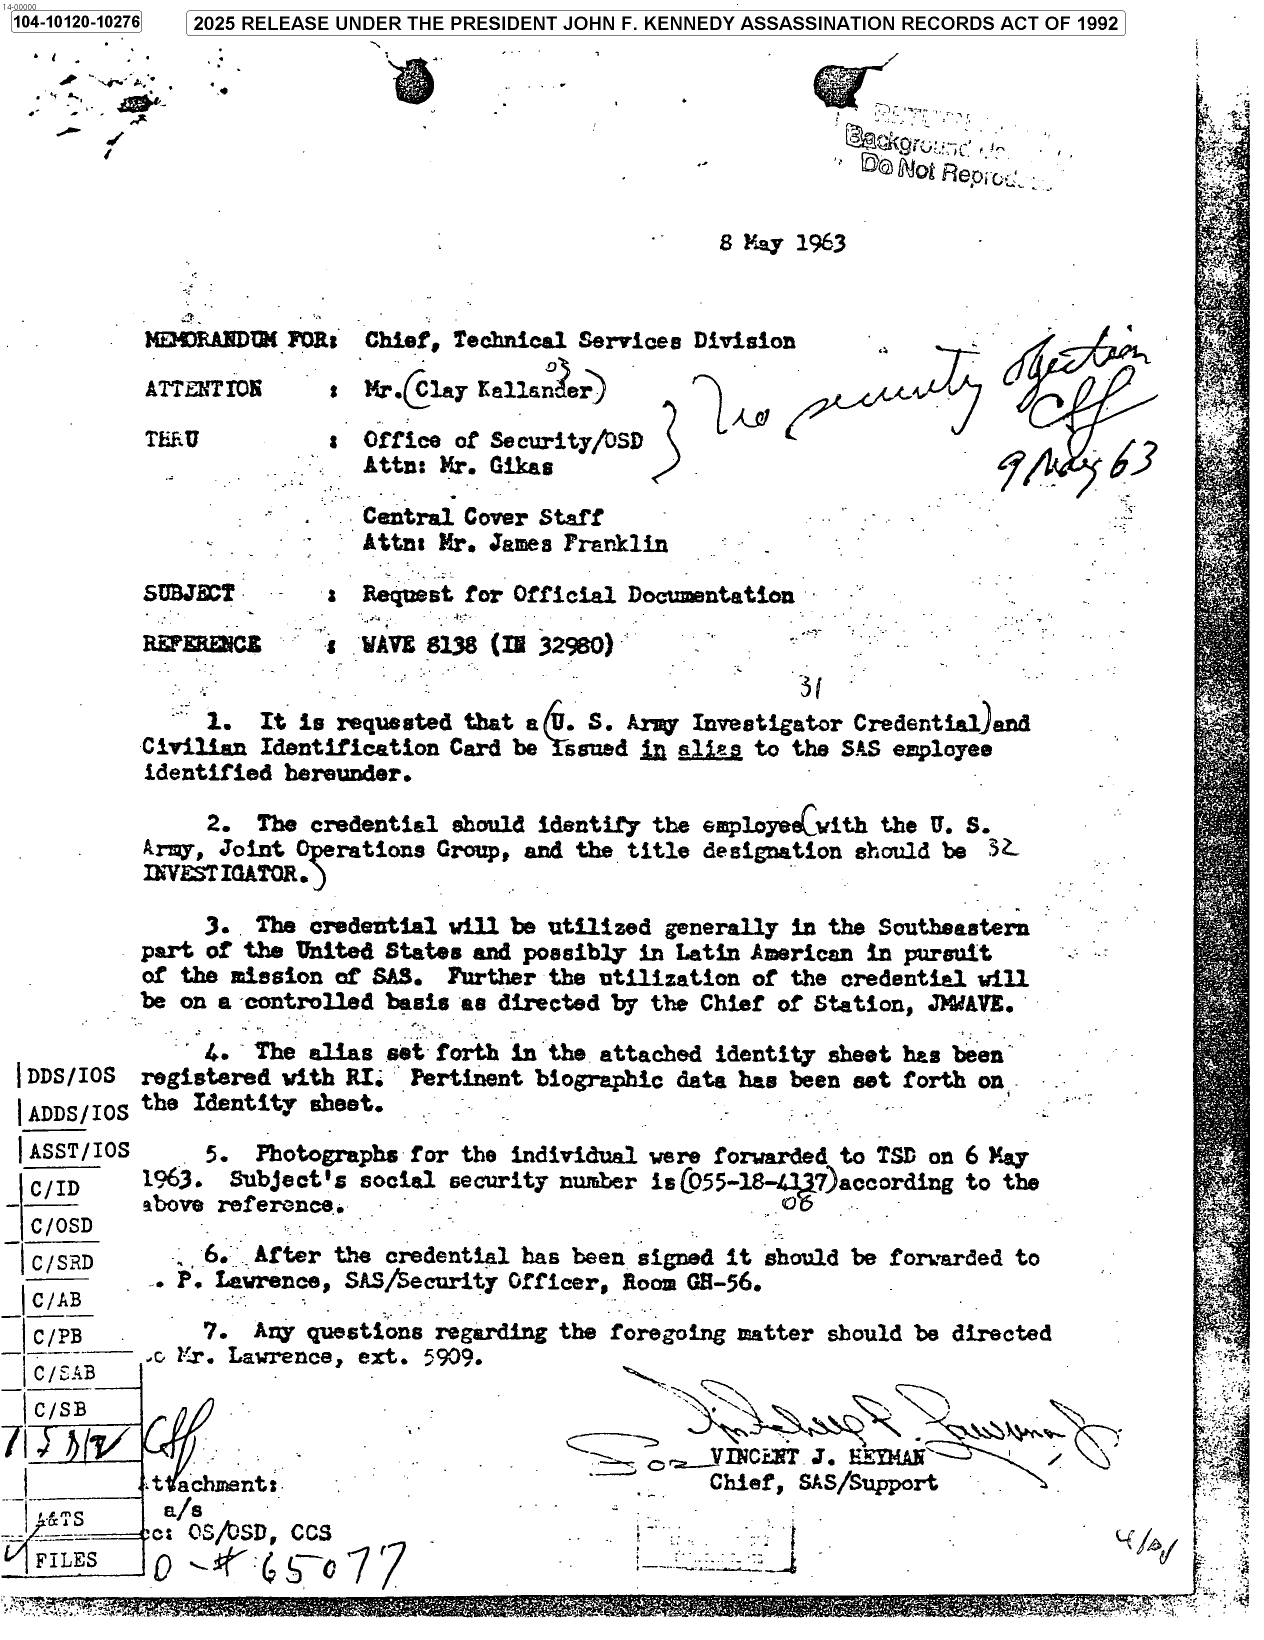 14-00000
104-10120-10276
2025 RELEASE UNDER THE PRESIDENT JOHN F. KENNEDY ASSASSINATION RECORDS ACT OF 1992
Background
Do Not
8 May 1963
MEMORANDUM FOR: Chief, Technical Services Division
03
ATTENTION : Mr. (Clay Kallander)
THRU : Office of Security/OSD
Attn: Mr. Gikas
} No security objection
9 May 63
Central Cover Staff
Attn: Mr. James Franklin
SUBJECT : Request for Official Documentation
REFERENCE : WAVE 8138 (IN 32980)
31
1. It is requested that a (U. S. Army Investigator Credential) and
Civilian Identification Card be issued in alias to the SAS employee
identified hereunder.
2. The credential should identify the employee (with the U. S.
Army, Joint Operations Group, and the title designation should be 32
INVESTIGATOR.)
3. The credential will be utilized generally in the Southeastern
part of the United States and possibly in Latin American in pursuit
of the mission of SAS. Further the utilization of the credential will
be on a controlled basis as directed by the Chief of Station, JMWAVE.
4. The alias set forth in the attached identity sheet has been
registered with RI. Pertinent biographic data has been set forth on
the Identity sheet.
5. Photographs for the individual were forwarded to TSD on 6 May
1963. Subject's social security number is (055-18-4137) according to the
above reference.
08
6. After the credential has been signed it should be forwarded to
P. Lawrence, SAS/Security Officer, Room GH-56.
7. Any questions regarding the foregoing matter should be directed
Mr. Lawrence, ext. 5909.
DDS/IOS
ADDS/IOS
ASST/IOS
C/ID
C/OSD
C/SRD
C/AB
C/PB
C/SAB
C/SB
A&TS
FILES
VINCENT J. HEYMAN
Chief, SAS/Support
Attachment:
a/s
cc: OS/OSD, CCS
0-#65077